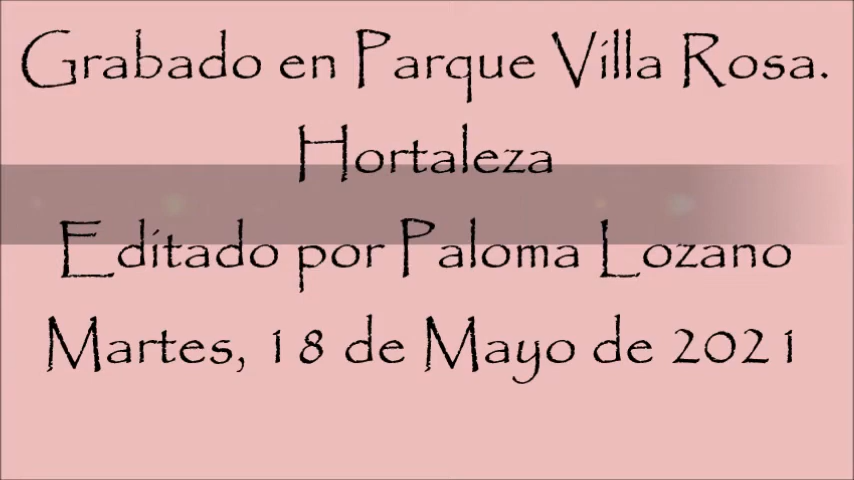 Grabado en Parque Villa Rosa.
Hortaleza
Editado por Paloma Lozano
Martes, 18 de Mayo de 2021